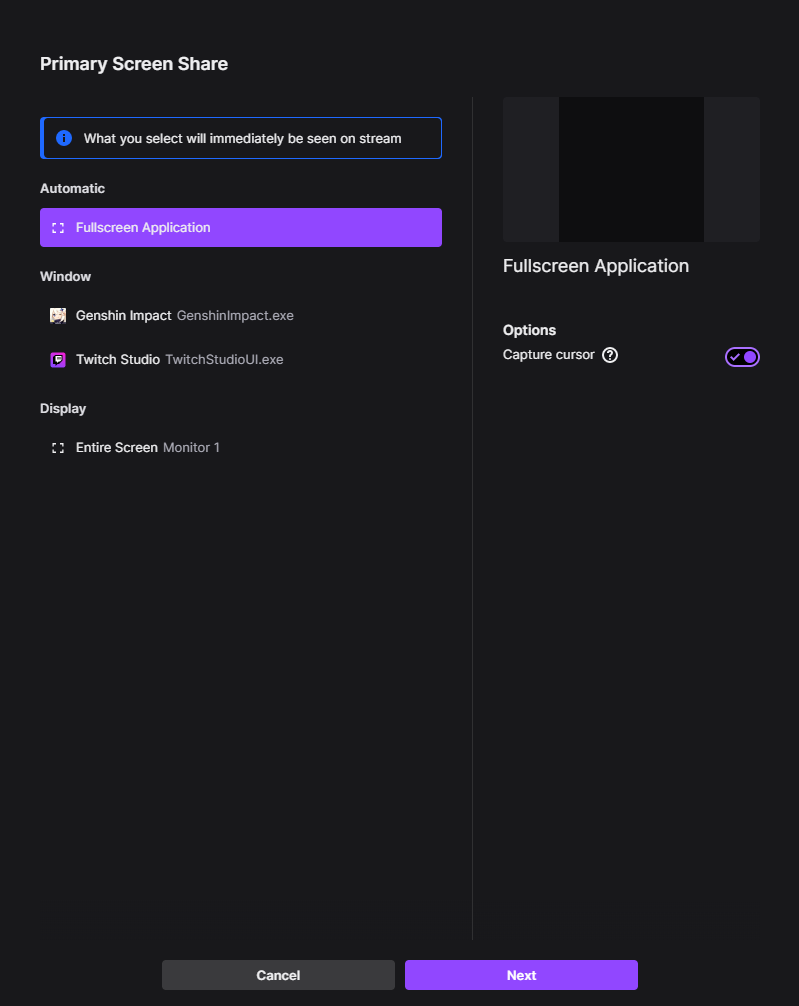 Primary Screen Share
What you select will immediately be seen on stream
Automatic
Fullscreen Application
Window
Genshin Impact GenshinImpact.exe
Twitch Studio TwitchStudioUI.exe
Display
Entire Screen Monitor 1
Fullscreen Application
Options
Capture cursor
Cancel
Next